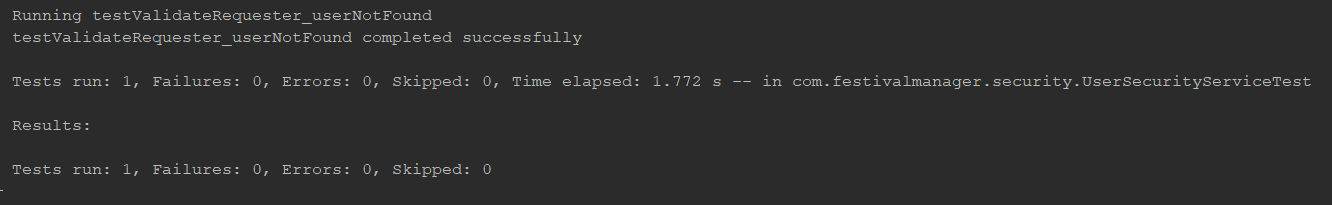 Running testValidateRequester_userNotFound
testValidateRequester_userNotFound completed successfully
Tests run: 1, Failures: 0, Errors: 0, Skipped: 0, Time elapsed: 1.772 s -- in com.festivalmanager.security.UserSecurityServiceTest
Results:
Tests run: 1, Failures: 0, Errors: 0, Skipped: 0